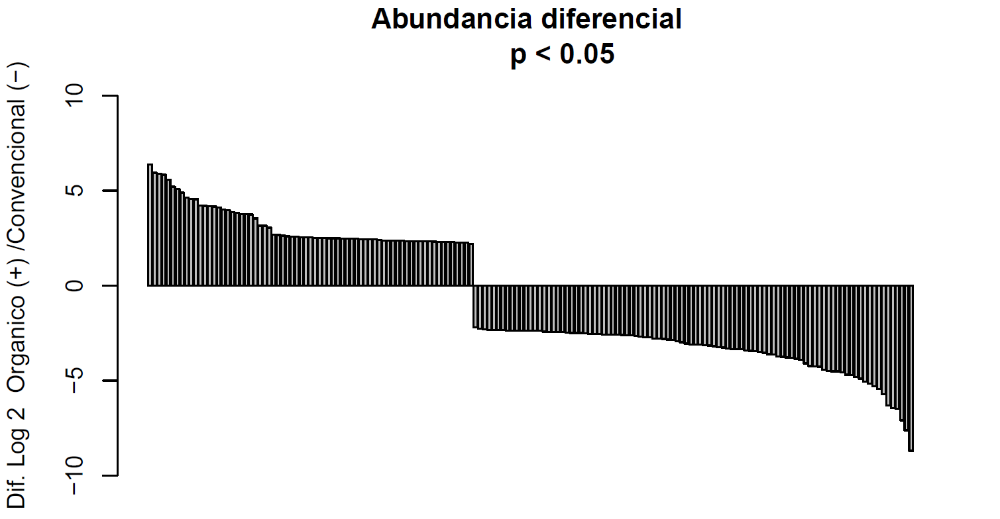 Abundancia diferencial
p < 0.05
Dif. Log 2  Organico (+) /Convencional (−)
10
5
0
−5
−10